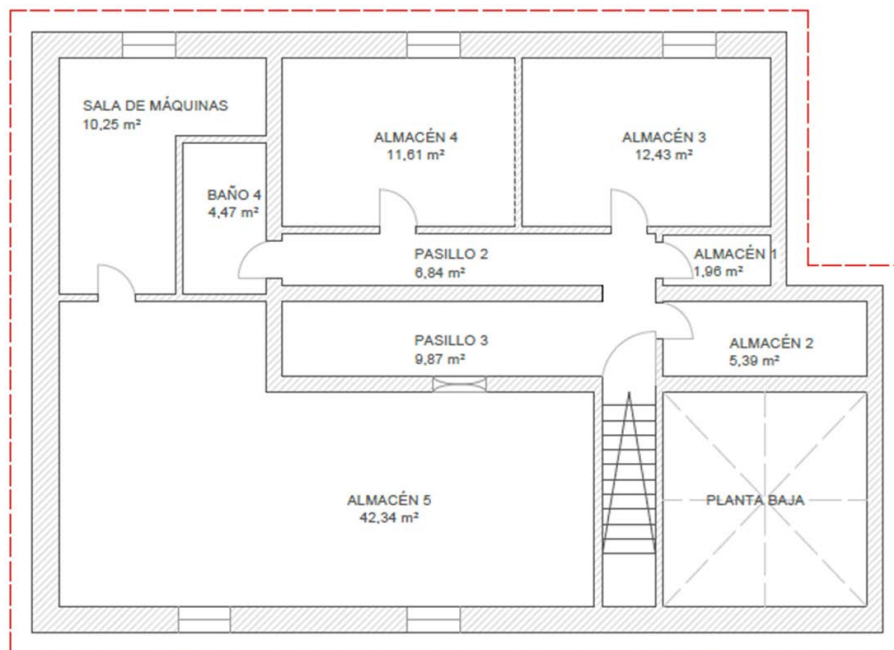 SALA DE MÁQUINAS
10,25 m²
ALMACÉN 4
11,61 m²
ALMACÉN 3
12,43 m²
BAÑO 4
4,47 m²
PASILLO 2
6,84 m²
ALMACÉN 1
1,96 m²
PASILLO 3
9,87 m²
ALMACÉN 2
5,39 m²
ALMACÉN 5
42,34 m²
PLANTA BAJA